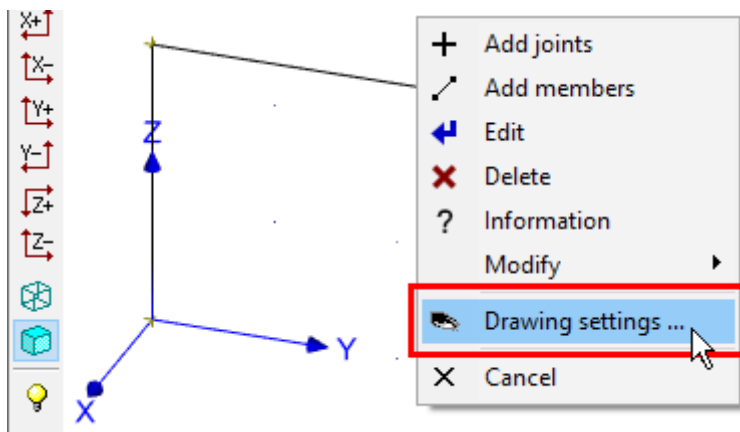 X+
X-
Y+
Y-
Z+
Z-
Z
Y
X
Add joints
Add members
Edit
Delete
? Information
Modify
Drawing settings ...
Cancel